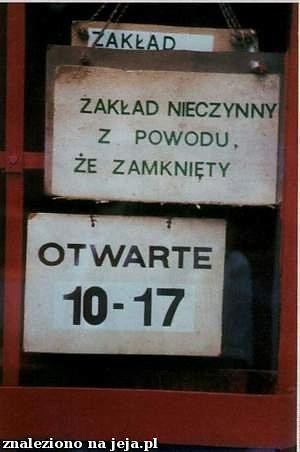 ZAKŁAD
ZAKŁAD NIECZYNNY
Z POWODU,
ŻE ZAMKNIĘTY
OTWARTE
10-17
znaleziono na jeja.pl